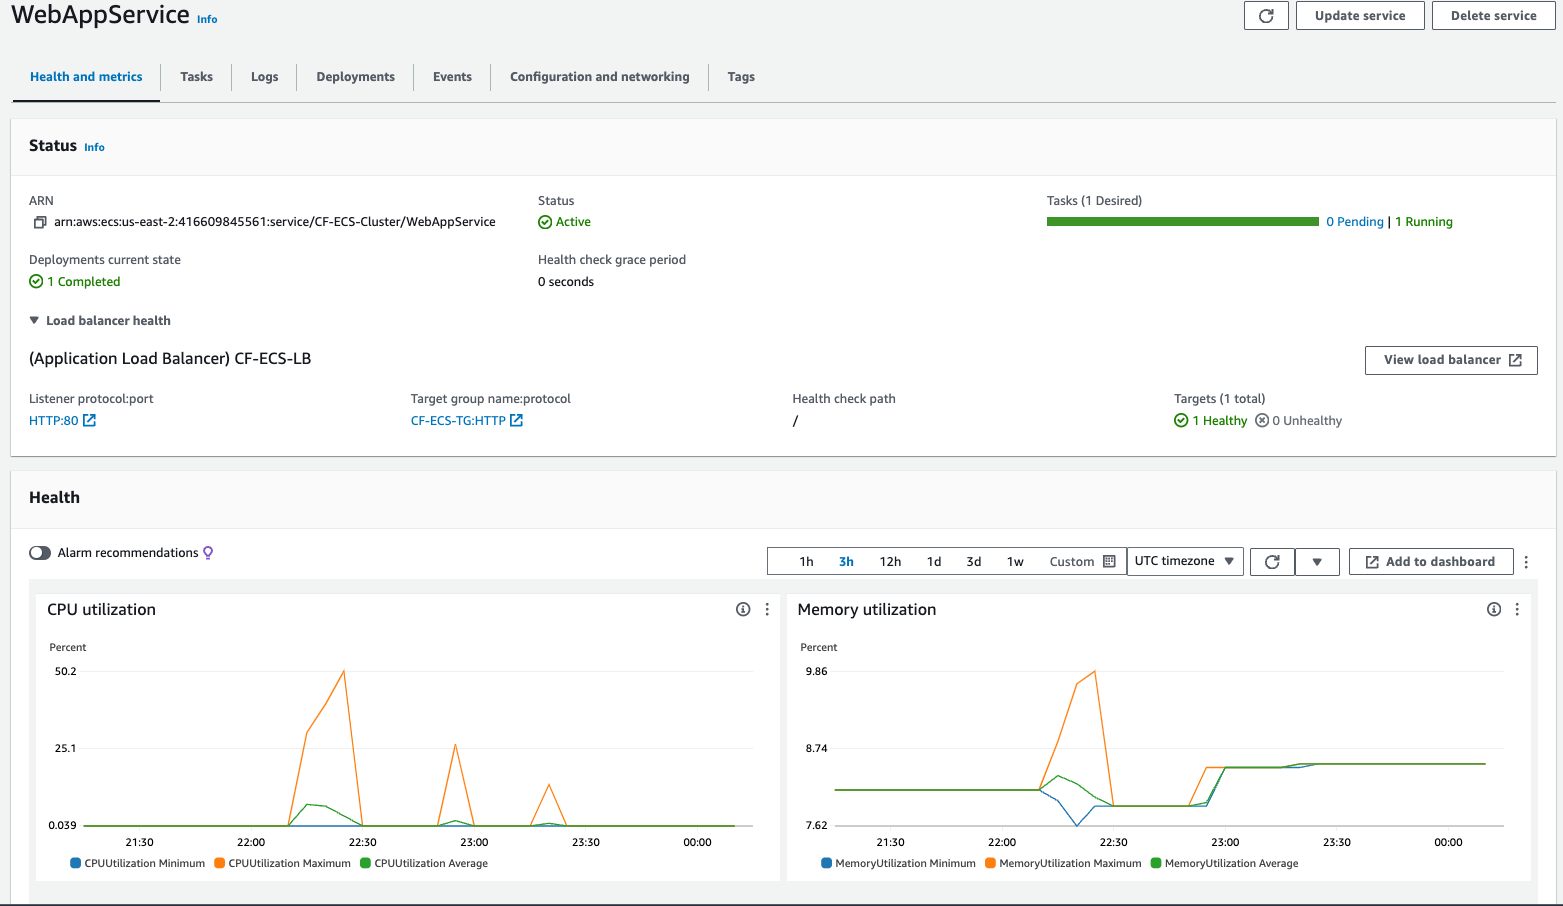 WebAppService Info
Update service
Delete service
Health and metrics
Tasks
Logs
Deployments
Events
Configuration and networking
Tags
Status Info
ARN
arn:aws:ecs:us-east-2:416609845561:service/CF-ECS-Cluster/WebAppService
Status
Active
Tasks (1 Desired)
0 Pending | 1 Running
Deployments current state
1 Completed
Health check grace period
0 seconds
Load balancer health
(Application Load Balancer) CF-ECS-LB
View load balancer
Listener protocol:port
HTTP:80
Target group name:protocol
CF-ECS-TG:HTTP
Health check path
/
Targets (1 total)
1 Healthy 0 Unhealthy
Health
Alarm recommendations
1h 3h 12h 1d 3d 1w Custom
UTC timezone
Add to dashboard
CPU utilization
Percent
50.2
25.1
0.039
21:30 22:00 22:30 23:00 23:30 00:00
CPUUtilization Minimum CPUUtilization Maximum CPUUtilization Average
Memory utilization
Percent
9.86
8.74
7.62
21:30 22:00 22:30 23:00 23:30 00:00
MemoryUtilization Minimum MemoryUtilization Maximum MemoryUtilization Average